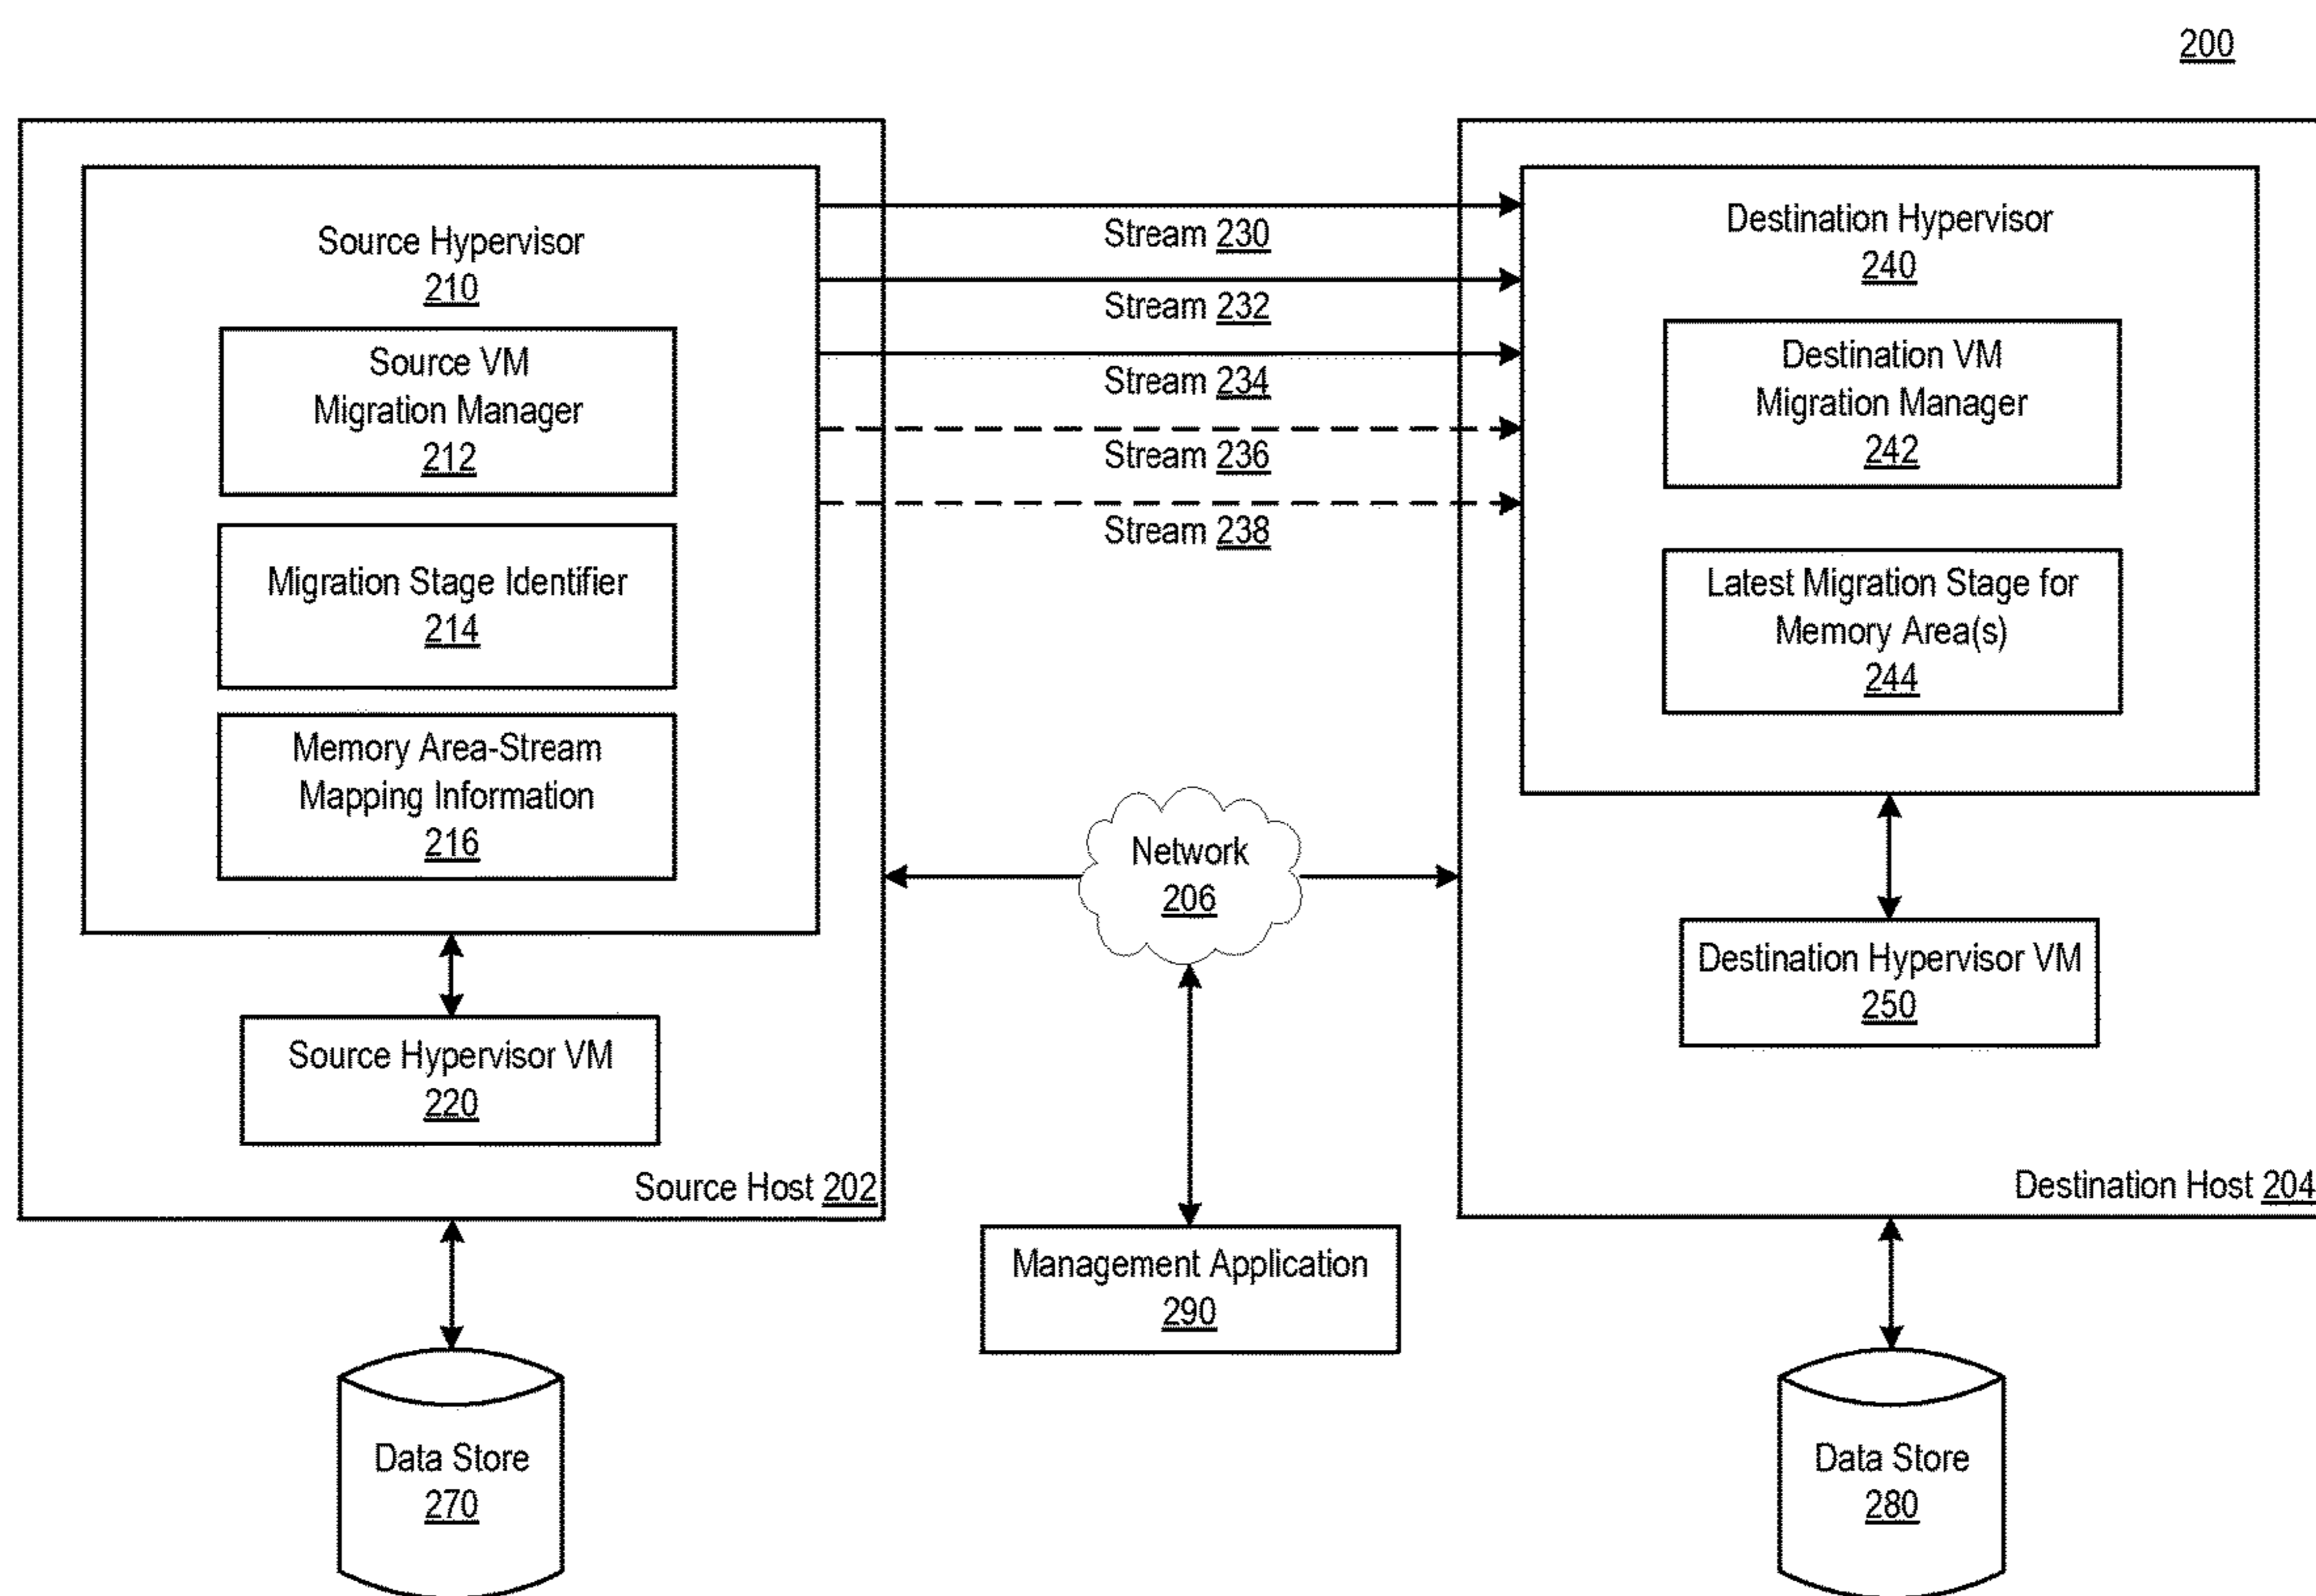 200
Source Hypervisor
210
Source VM
Migration Manager
212
Migration Stage Identifier
214
Memory Area-Stream
Mapping Information
216
Source Hypervisor VM
220
Source Host 202
Data Store
270
Stream 230
Stream 232
Stream 234
Stream 236
Stream 238
Network
206
Management Application
290
Destination Hypervisor
240
Destination VM
Migration Manager
242
Latest Migration Stage for
Memory Area(s)
244
Destination Hypervisor VM
250
Destination Host 204
Data Store
280